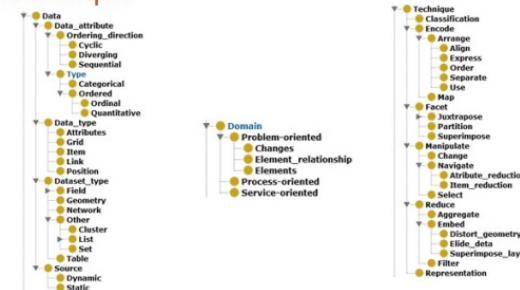 Data
Data_attribute
Ordering_direction
Cyclic
Diverging
Sequential
Type
Categorical
Ordered
Ordinal
Quantitative
Data_type
Attributes
Grid
Item
Link
Position
Dataset_type
Field
Geometry
Network
Other
Cluster
List
Set
Table
Source
Dynamic
Static
Domain
Problem-oriented
Changes
Element_relationship
Elements
Process-oriented
Service-oriented
Technique
Classification
Encode
Arrange
Align
Express
Order
Separate
Use
Map
Facet
Juxtapose
Partition
Superimpose
Manipulate
Change
Navigate
Atribute_reductio
Item_reduction
Select
Reduce
Aggregate
Embed
Distort_geometry
Elide_deta
Superimpose_lay
Filter
Representation